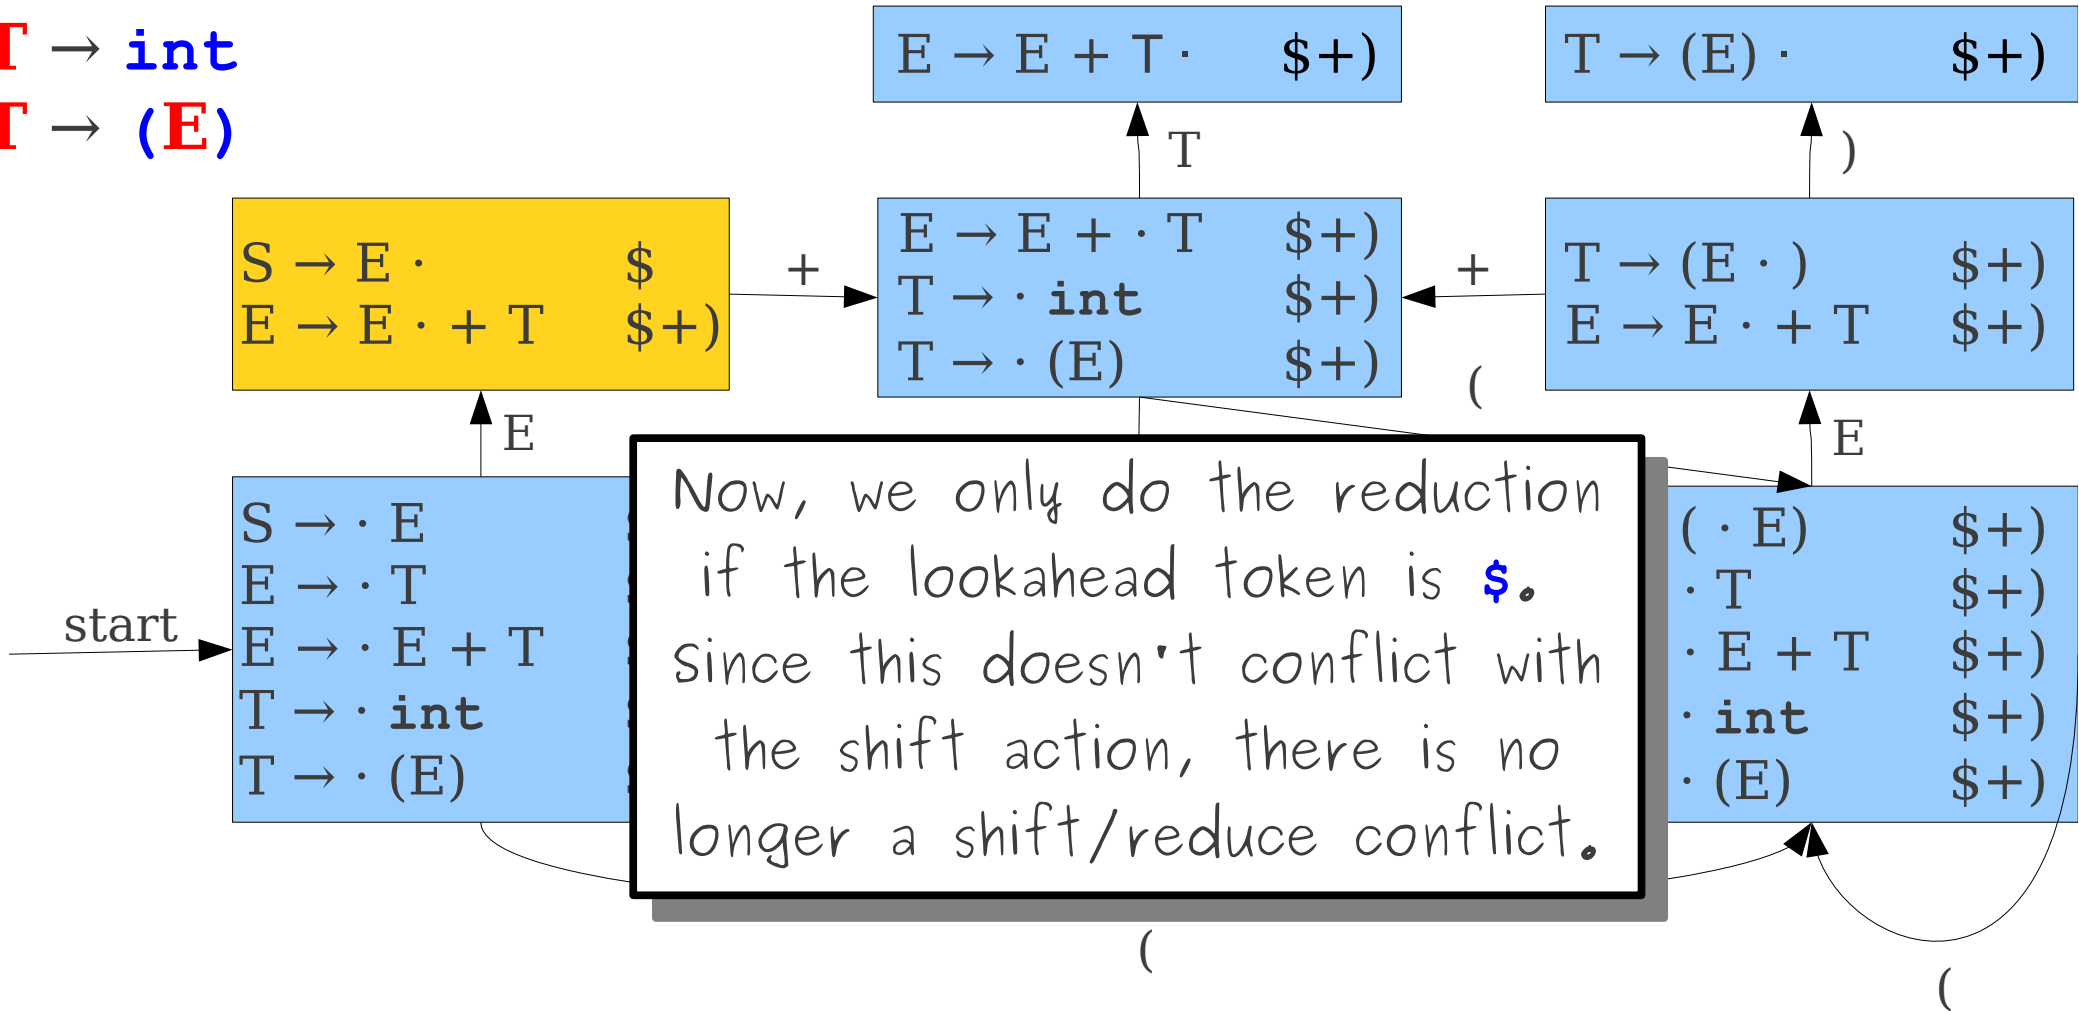 T → int
T → (E)
E → E + T · $+)
T → (E) · $+)
T
)
S → E · $
E → E · + T $+)
+
E → E + · T $+)
T → · int $+)
T → · (E) $+)
+
T → (E · ) $+)
E → E · + T $+)
(
E
E
start
S → · E
E → · T
E → · E + T
T → · int
T → · (E)
Now, we only do the reduction
if the lookahead token is $.
Since this doesn't conflict with
the shift action, there is no
longer a shift/reduce conflict.
( · E) $+)
· T $+)
· E + T $+)
· int $+)
· (E) $+)
(
(